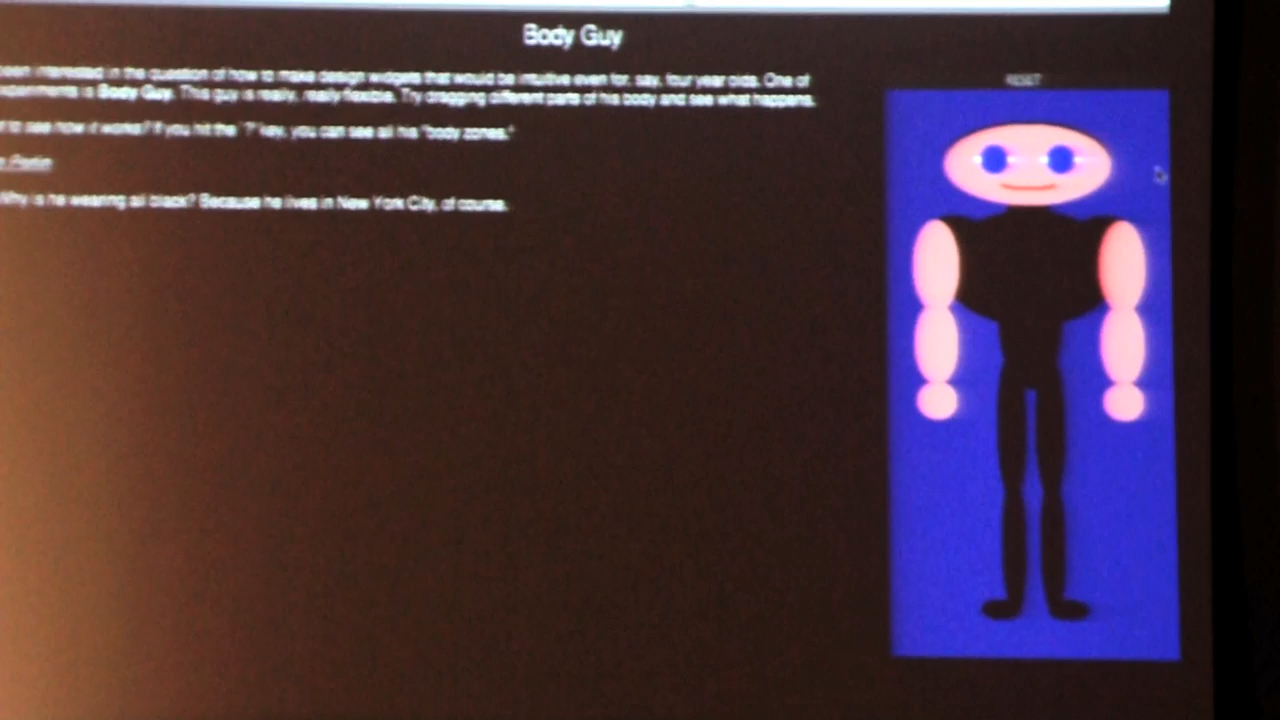 Body Guy
been interested in the question of how to make design widgets that would be intuitive even for, say, four year olds. One of
experiments is Body Guy. This guy is really, really flexible. Try dragging different parts of his body and see what happens.
RESET
to see how it works? If you hit the '?' key, you can see all his "body zones."
Perlin
Why is he wearing all black? Because he lives in New York City, of course.